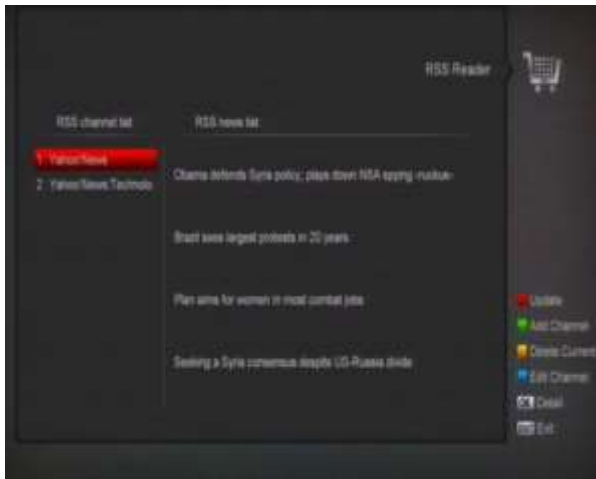 RSS Reader
RSS channel list
RSS news list
1 Yahoo!News
2 Yahoo!News:Technolo
Obama defends Syria policy, plays down NSA spying ruckus-
Brazil sees largest protests in 20 years
Plan aims for women in most combat jobs
Seeking a Syria consensus despite US-Russia divide
Update
Add Channel
Delete Current
Edit Channel
OK Detail
Exit